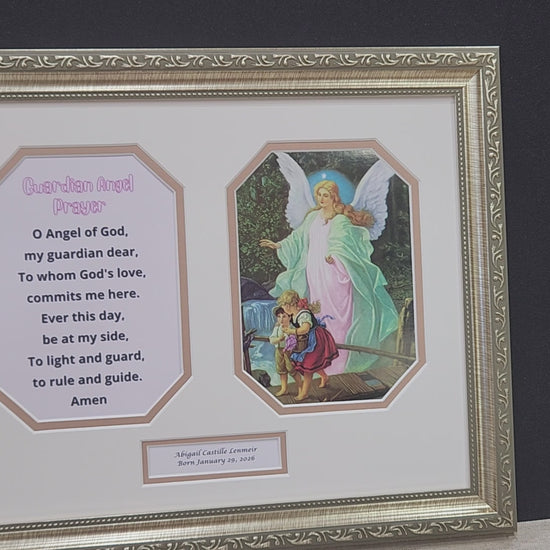 Guardian Angel
Prayer
O Angel of God,
my guardian dear,
To whom God's love,
commits me here.
Ever this day,
be at my side,
To light and guard,
to rule and guide.
Amen
Abigail Castille Lenmeir
Born January 29, 2026